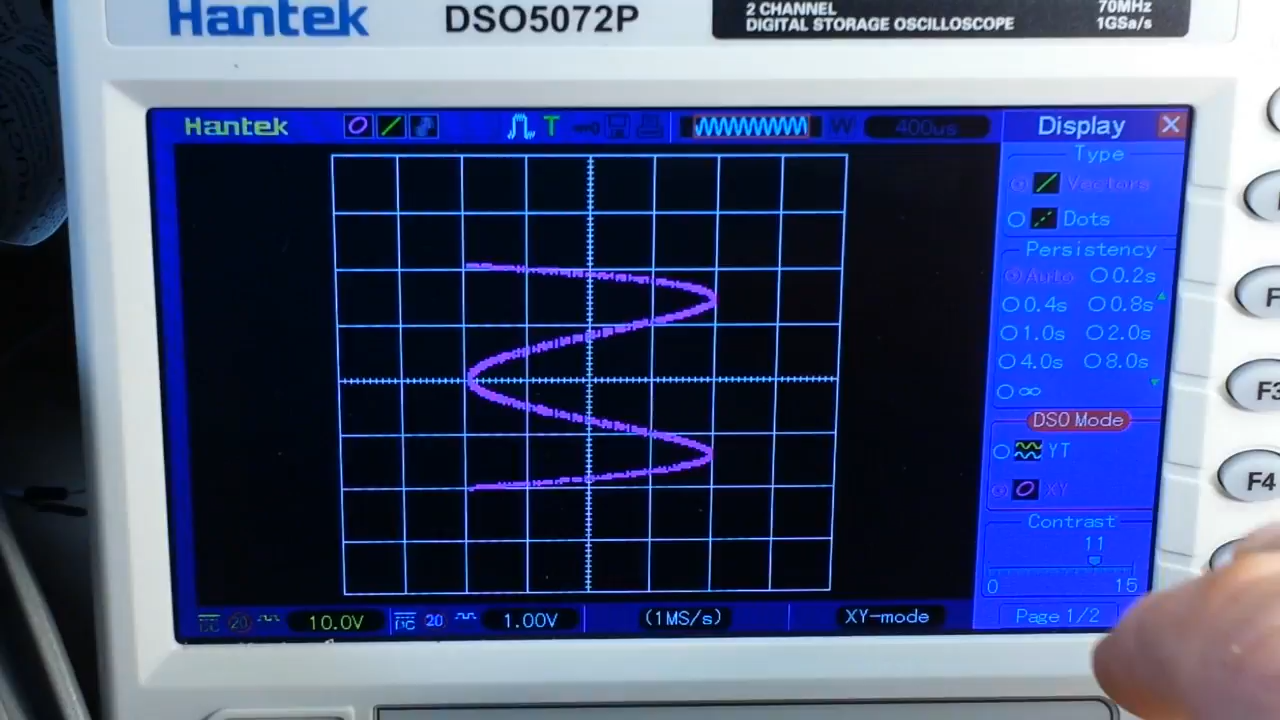 Hantek DSO5072P
2 CHANNEL 70MHz
DIGITAL STORAGE OSCILLOSCOPE 1GSa/s
Hantek T W 400us Display
Type
Vectors
Dots
Persistency
Auto 0.2s
0.4s 0.8s
1.0s 2.0s
4.0s 8.0s
∞
DSO Mode
YT
XY
Contrast
11
0 15
20 10.0V 20 1.00V (1MS/s) XY-mode Page 1/2
F3
F4